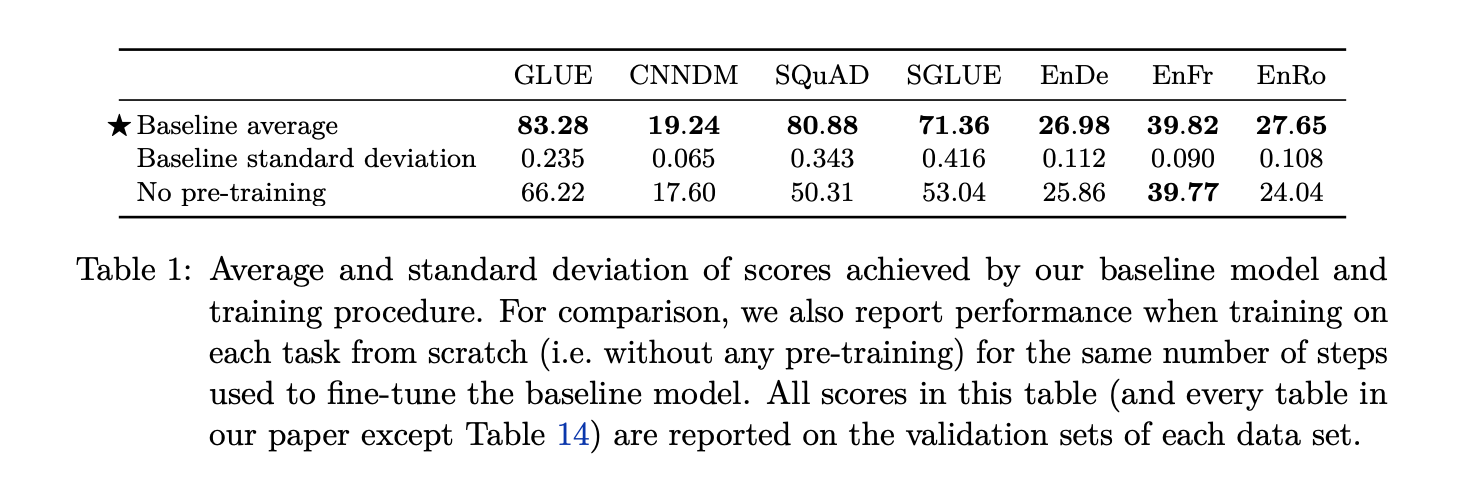 GLUE CNNDM SQuAD SGLUE EnDe EnFr EnRo
★ Baseline average 83.28 19.24 80.88 71.36 26.98 39.82 27.65
Baseline standard deviation 0.235 0.065 0.343 0.416 0.112 0.090 0.108
No pre-training 66.22 17.60 50.31 53.04 25.86 39.77 24.04
Table 1: Average and standard deviation of scores achieved by our baseline model and
training procedure. For comparison, we also report performance when training on
each task from scratch (i.e. without any pre-training) for the same number of steps
used to fine-tune the baseline model. All scores in this table (and every table in
our paper except Table 14) are reported on the validation sets of each data set.